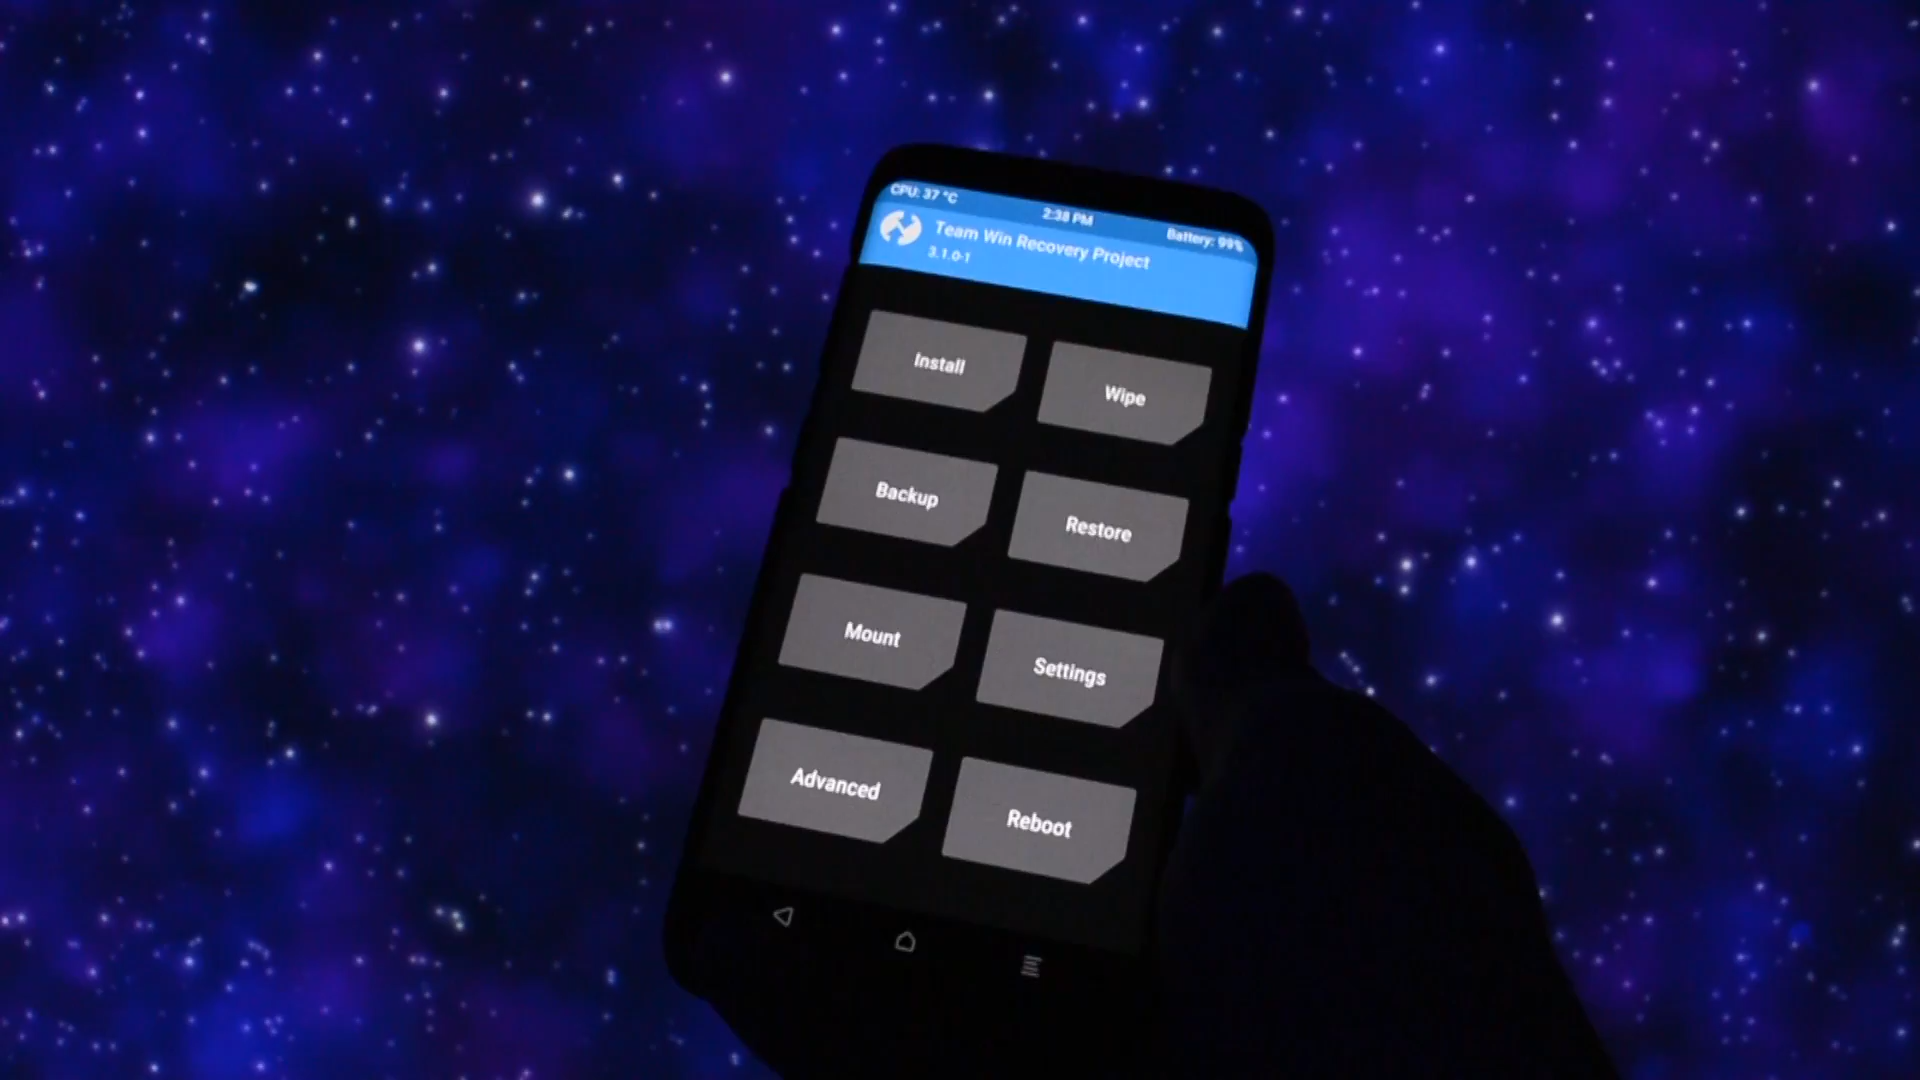 CPU: 37 °C
2:38 PM
Battery: 99%
Team Win Recovery Project
3.1.0-1
Install
Wipe
Backup
Restore
Mount
Settings
Advanced
Reboot